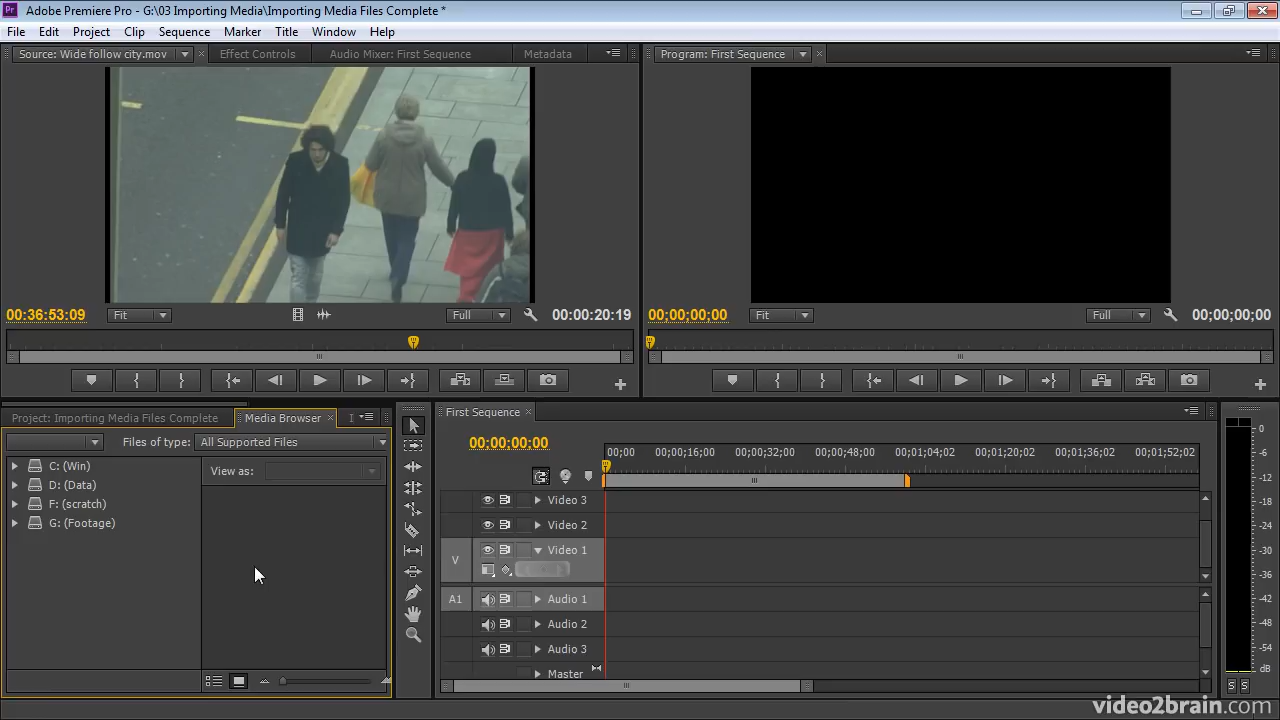 Pr Adobe Premiere Pro - G:\03 Importing Media\Importing Media Files Complete *
File Edit Project Clip Sequence Marker Title Window Help
Source: Wide follow city.mov Effect Controls Audio Mixer: First Sequence Metadata
Program: First Sequence
00:36:53:09 Fit Full 00:00:20:19
00;00;00;00 Fit Full 00;00;00;00
Project: Importing Media Files Complete Media Browser I
First Sequence
Files of type: All Supported Files
C: (Win)
D: (Data)
F: (scratch)
G: (Footage)
View as:
00;00;00;00
00;00 00;00;16;00 00;00;32;00 00;00;48;00 00;01;04;02 00;01;20;02 00;01;36;02 00;01;52;02
Video 3
Video 2
V Video 1
A1 Audio 1
Audio 2
Audio 3
Master
0
-6
-12
-18
-24
-30
-36
-42
-48
-54
dB
S S
video2brain.com